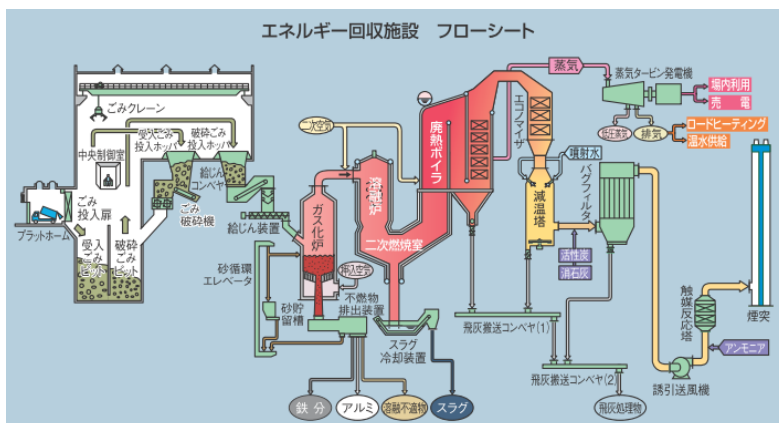 エネルギー回収施設 フローシート
ごみクレーン
受入ごみ
投入ホッパ
破砕ごみ
投入ホッパ
中央制御室
給じん
コンベヤ
ごみ
破砕機
ごみ
投入扉
プラットホーム
受入
ごみ
ピット
破砕
ごみ
ピット
給じん装置
砂循環
エレベータ
砂貯
留槽
ガス化炉
押込空気
不燃物
排出装置
二次空気
溶融炉
二次燃焼室
スラグ
冷却装置
鉄分
アルミ
溶融不適物
スラグ
廃熱ボイラ
エコノマイザ
蒸気
蒸気タービン発電機
場内利用
売電
低圧蒸気
排気
ロードヒーティング
温水供給
噴射水
減温塔
バグフィルタ
活性炭
消石灰
飛灰搬送コンベヤ(1)
飛灰搬送コンベヤ(2)
飛灰処理物
触媒反応塔
アンモニア
誘引送風機
煙突